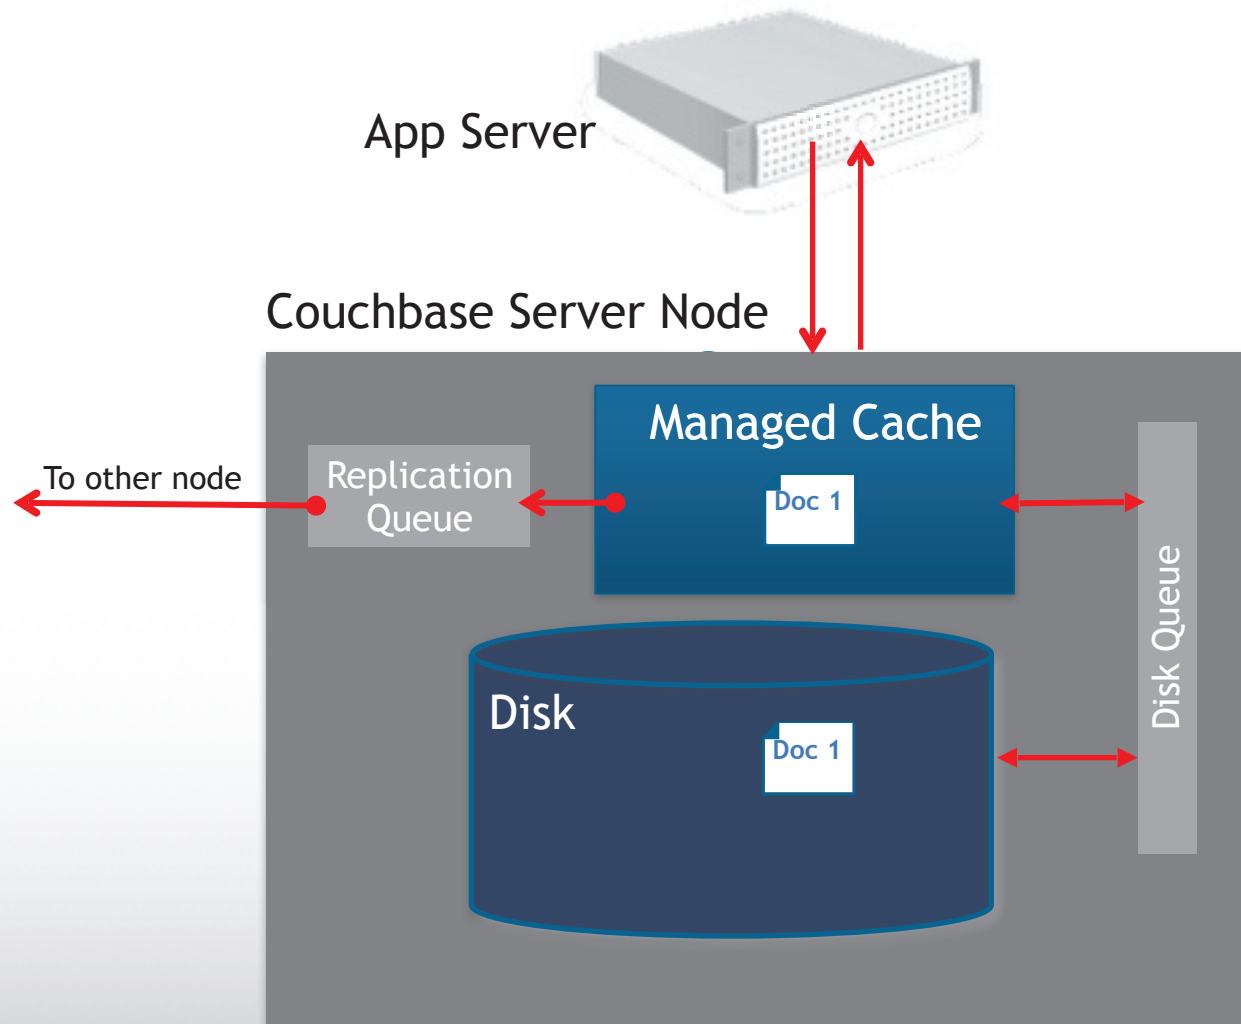 App Server
Couchbase Server Node
Managed Cache
To other node
Replication
Queue
Doc 1
Disk Queue
Disk
Doc 1